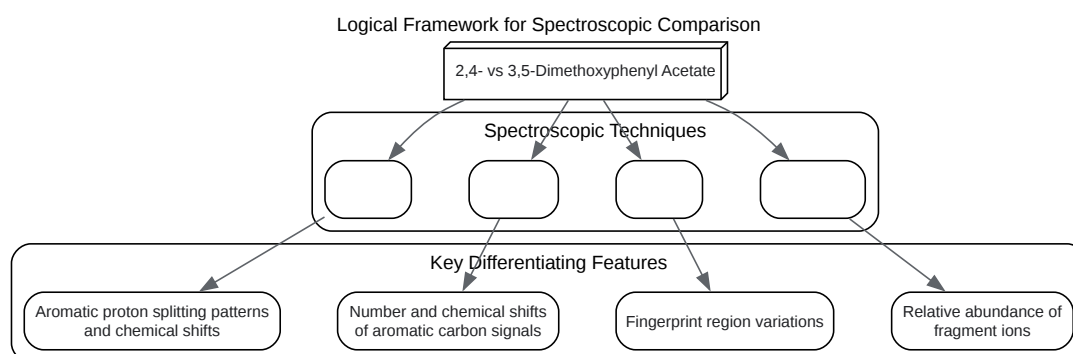 Logical Framework for Spectroscopic Comparison
2,4- vs 3,5-Dimethoxyphenyl Acetate
Spectroscopic Techniques
Key Differentiating Features
Aromatic proton splitting patterns
and chemical shifts
Number and chemical shifts
of aromatic carbon signals
Fingerprint region variations
Relative abundance of
fragment ions